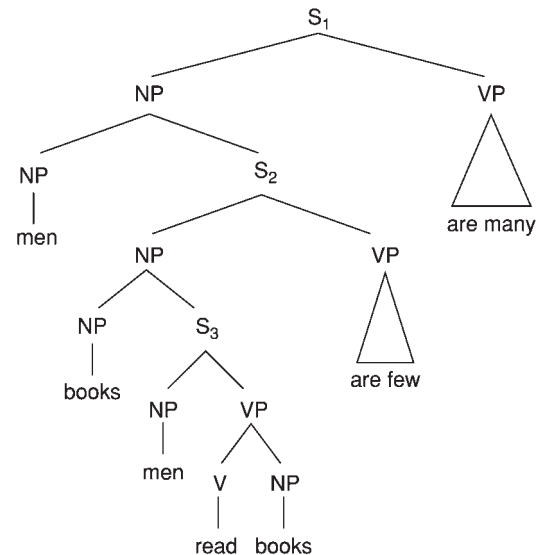 S₁
NP VP
NP S₂
men are many
NP VP
NP S₃
books are few
NP VP
men V NP
read books